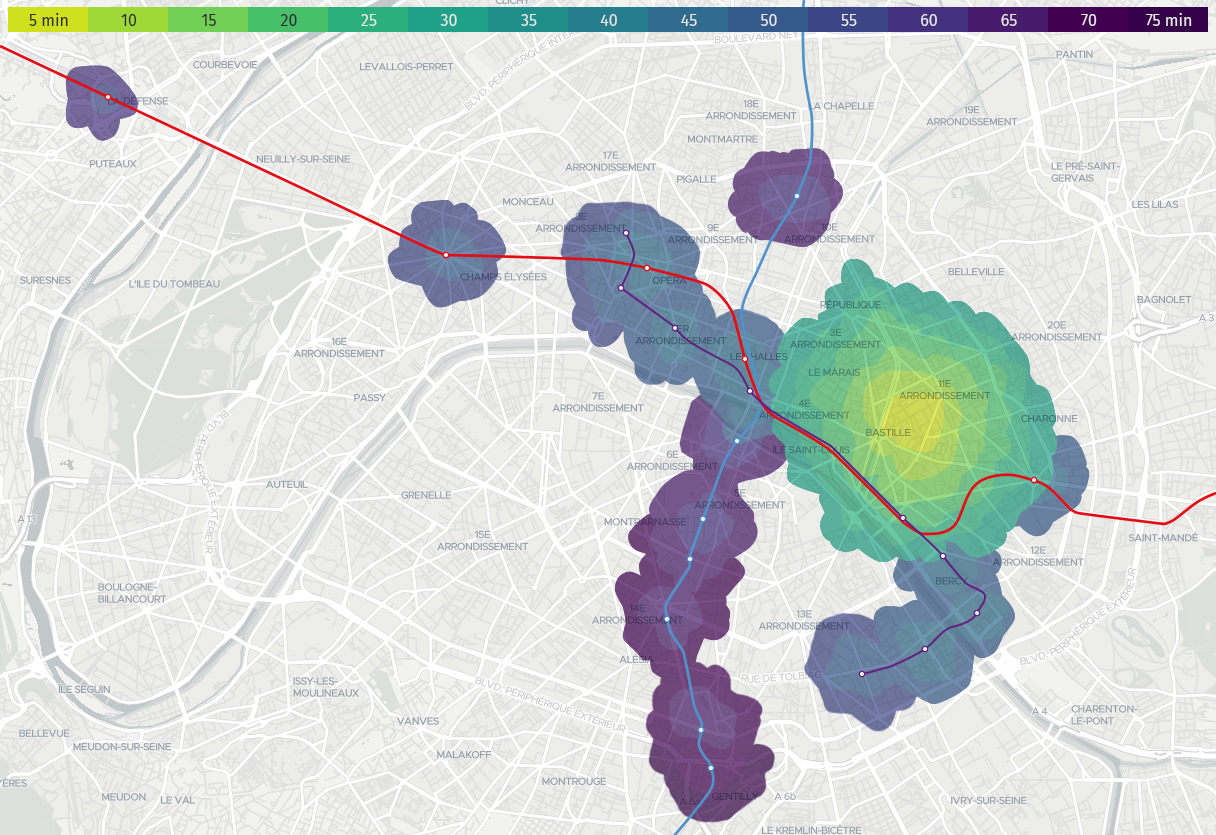 CLICHY
5 min 10 15 20 25 30 35 40 45 50 55 60 65 70 75 min
BOULEVARD NEY
PANTIN
COURBEVOIE
LEVALLOIS-PERRET
BLVD. PÉRIPHÉRIQUE INTÉR
LA DÉFENSE
18E
ARRONDISSEMENT
LA CHAPELLE
19E
ARRONDISSEMENT
MONTMARTRE
PUTEAUX
NEUILLY-SUR-SEINE
17E
ARRONDISSEMENT
LE PRÉ-SAINT-
GERVAIS
PIGALLE
MONCEAU
LES LILAS
8E
ARRONDISSEMENT
9E
ARRONDISSEMENT
10E
ARRONDISSEMENT
SURESNES
L'ILE DU TOMBEAU
CHAMPS ÉLYSÉES
OPÉRA
BELLEVILLE
RÉPUBLIQUE
BAGNOLET
A 3
1ER
ARRONDISSEMENT
3E
ARRONDISSEMENT
20E
ARRONDISSEMENT
16E
ARRONDISSEMENT
LES HALLES
LE MARAIS
11E
ARRONDISSEMENT
PASSY
7E
ARRONDISSEMENT
4E
ARRONDISSEMENT
CHARONNE
BASTILLE
BLVD. PÉRIPHÉRIQUE EXTÉRIEUR
ÎLE SAINT-LOUIS
6E
ARRONDISSEMENT
AUTEUIL
GRENELLE
5E
ARRONDISSEMENT
A 13
MONTPARNASSE
15E
ARRONDISSEMENT
SAINT-MANDÉ
12E
ARRONDISSEMENT
BERCY
BOULOGNE-
BILLANCOURT
14E
ARRONDISSEMENT
13E
ARRONDISSEMENT
BLVD. PÉRIPHÉRIQUE EXTÉRIEUR
ALÉSIA
RUE DE TOLBIAC
ÎLE SEGUIN
ISSY-LES-
MOULINEAUX
BLVD. PÉRIPHÉRIQUE EXTÉRIEUR
A 4
CHARENTON-
LE-PONT
VANVES
BELLEVUE
MEUDON-SUR-SEINE
MALAKOFF
YÈRES
MONTROUGE
MEUDON
LE VAL
A 6a
GENTILLY
A 6b
IVRY-SUR-SEINE
LE KREMLIN-BICÊTRE